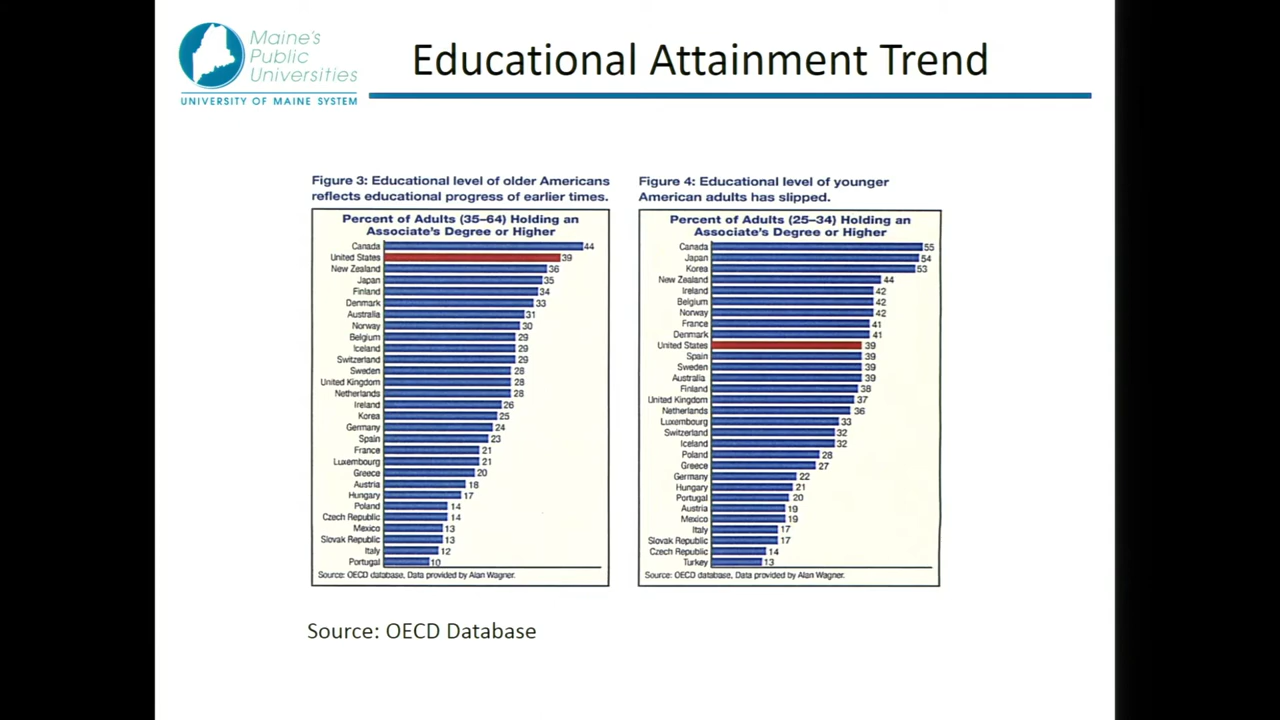 Maine's
Public
Universities
UNIVERSITY OF MAINE SYSTEM
Educational Attainment Trend
Figure 3: Educational level of older Americans
reflects educational progress of earlier times.
Percent of Adults (35–64) Holding an
Associate's Degree or Higher
Canada 44
United States 39
New Zealand 36
Japan 35
Finland 34
Denmark 33
Australia 31
Norway 30
Belgium 29
Iceland 29
Switzerland 29
Sweden 28
United Kingdom 28
Netherlands 28
Ireland 26
Korea 25
Germany 24
Spain 23
France 21
Luxembourg 21
Greece 20
Austria 18
Hungary 17
Poland 14
Czech Republic 14
Mexico 13
Slovak Republic 13
Italy 12
Portugal 10
Source: OECD database, Data provided by Alan Wagner.
Figure 4: Educational level of younger
American adults has slipped.
Percent of Adults (25–34) Holding an
Associate's Degree or Higher
Canada 55
Japan 54
Korea 53
New Zealand 44
Ireland 42
Belgium 42
Norway 42
France 41
Denmark 41
United States 39
Spain 39
Sweden 39
Australia 39
Finland 38
United Kingdom 37
Netherlands 36
Luxembourg 33
Switzerland 32
Iceland 32
Poland 28
Greece 27
Germany 22
Hungary 21
Portugal 20
Austria 19
Mexico 19
Italy 17
Slovak Republic 17
Czech Republic 14
Turkey 13
Source: OECD database, Data provided by Alan Wagner.
Source: OECD Database